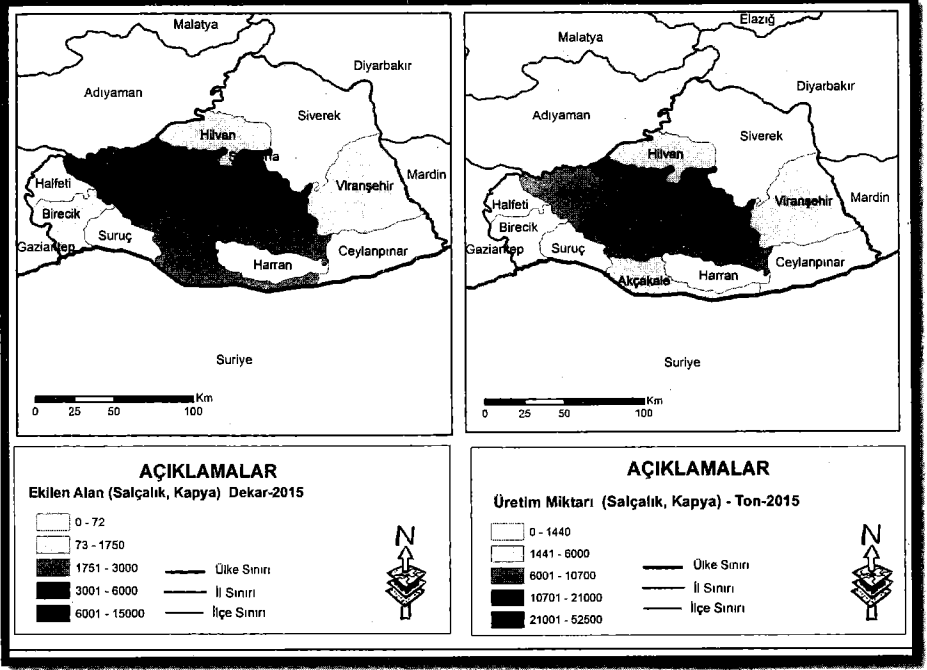 Malatya
Diyarbakır
Adıyaman
Siverek
Hilvan
Viranşehir
Mardin
Halfeti
Birecik
Suruç
Gaziantep
Ceylanpınar
Harran
Suriye
0 25 50 100 Km
Elazığ
Malatya
Diyarbakır
Adıyaman
Siverek
Hilvan
Viranşehir
Mardin
Halfeti
Birecik
Suruç
Gaziantep
Ceylanpınar
Harran
Akçakale
Suriye
0 25 50 100 Km
AÇIKLAMALAR
Ekilen Alan (Salçalık, Kapya) Dekar-2015
0 - 72
73 - 1750
1751 - 3000
3001 - 6000
6001 - 15000
Ülke Sınırı
İl Sınırı
İlçe Sınırı
N
AÇIKLAMALAR
Üretim Miktarı (Salçalık, Kapya) - Ton-2015
0 - 1440
1441 - 6000
6001 - 10700
10701 - 21000
21001 - 52500
Ülke Sınırı
İl Sınırı
İlçe Sınırı
N